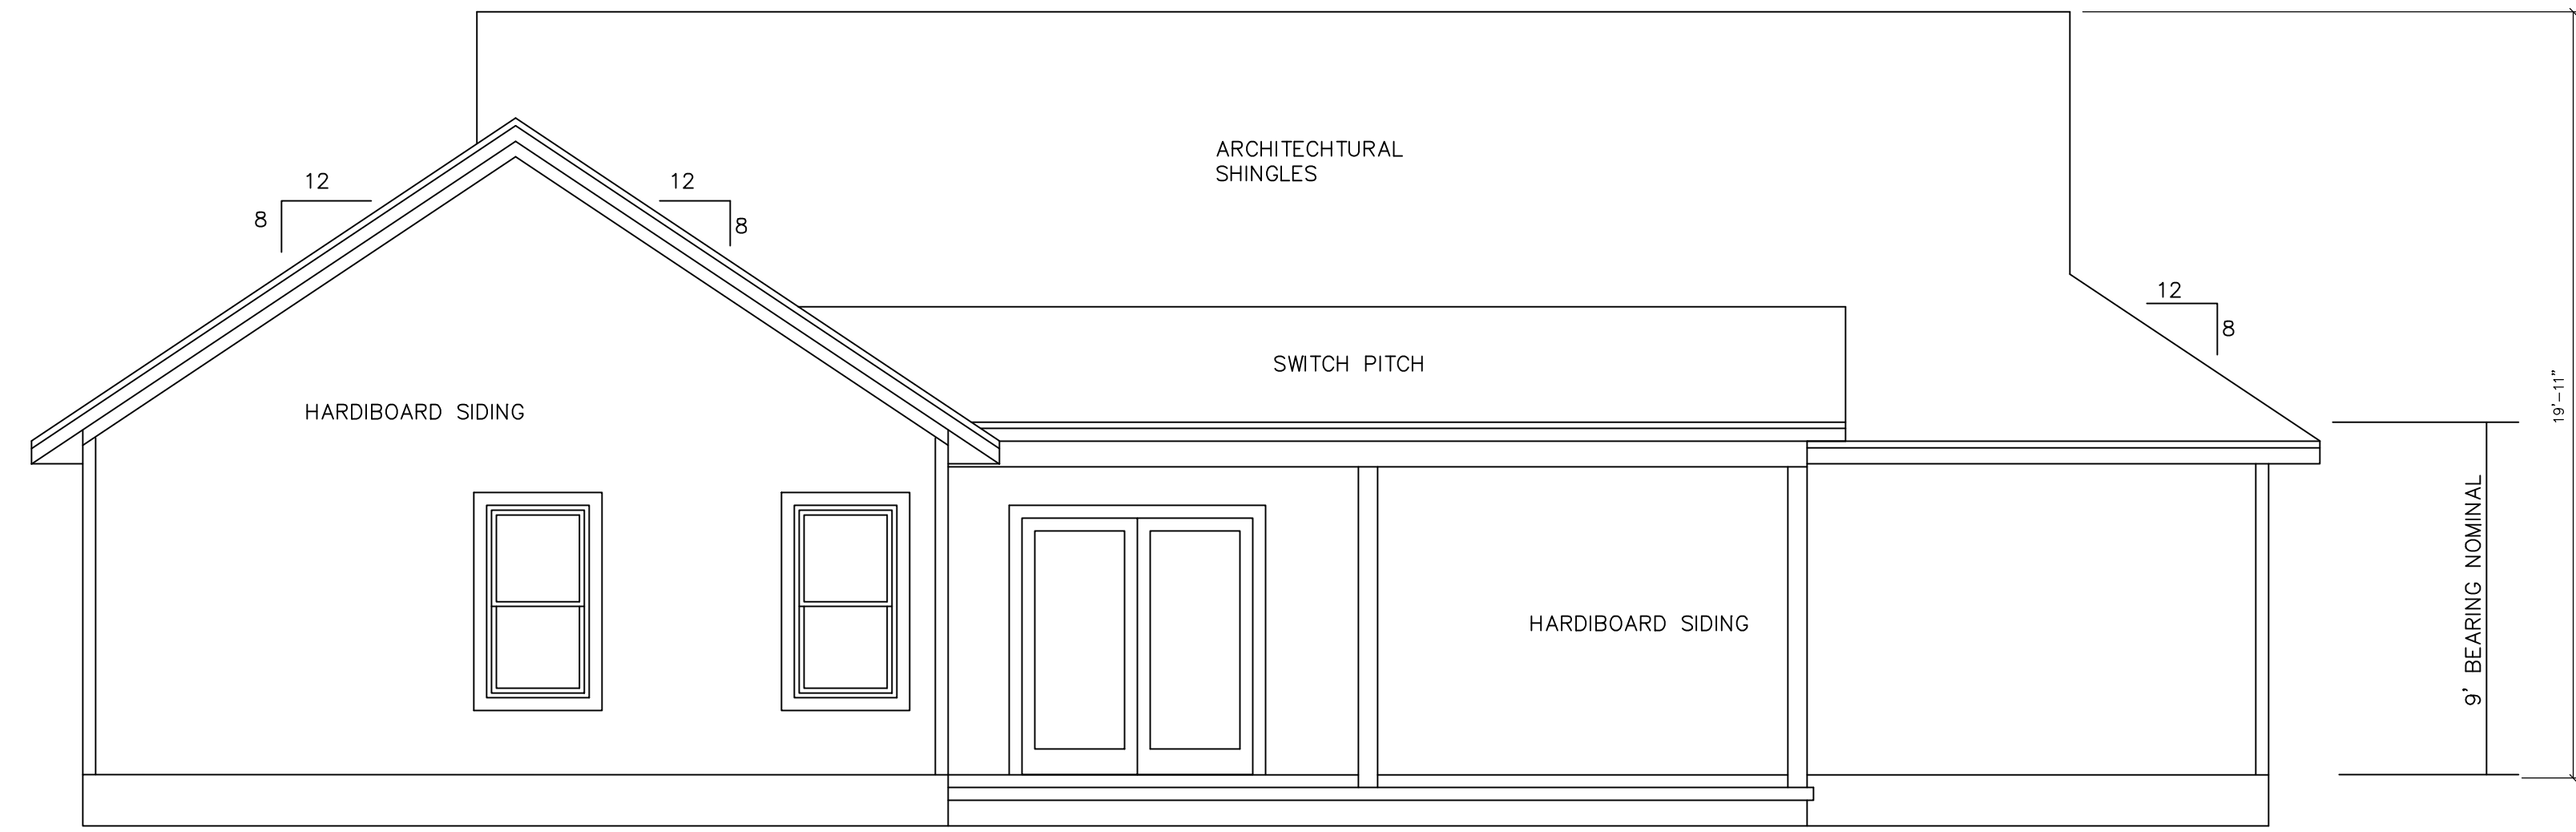 ARCHITECHTURAL
SHINGLES
12
8
12
8
12
8
SWITCH PITCH
HARDIBOARD SIDING
HARDIBOARD SIDING
9' BEARING NOMINAL
19'-11"